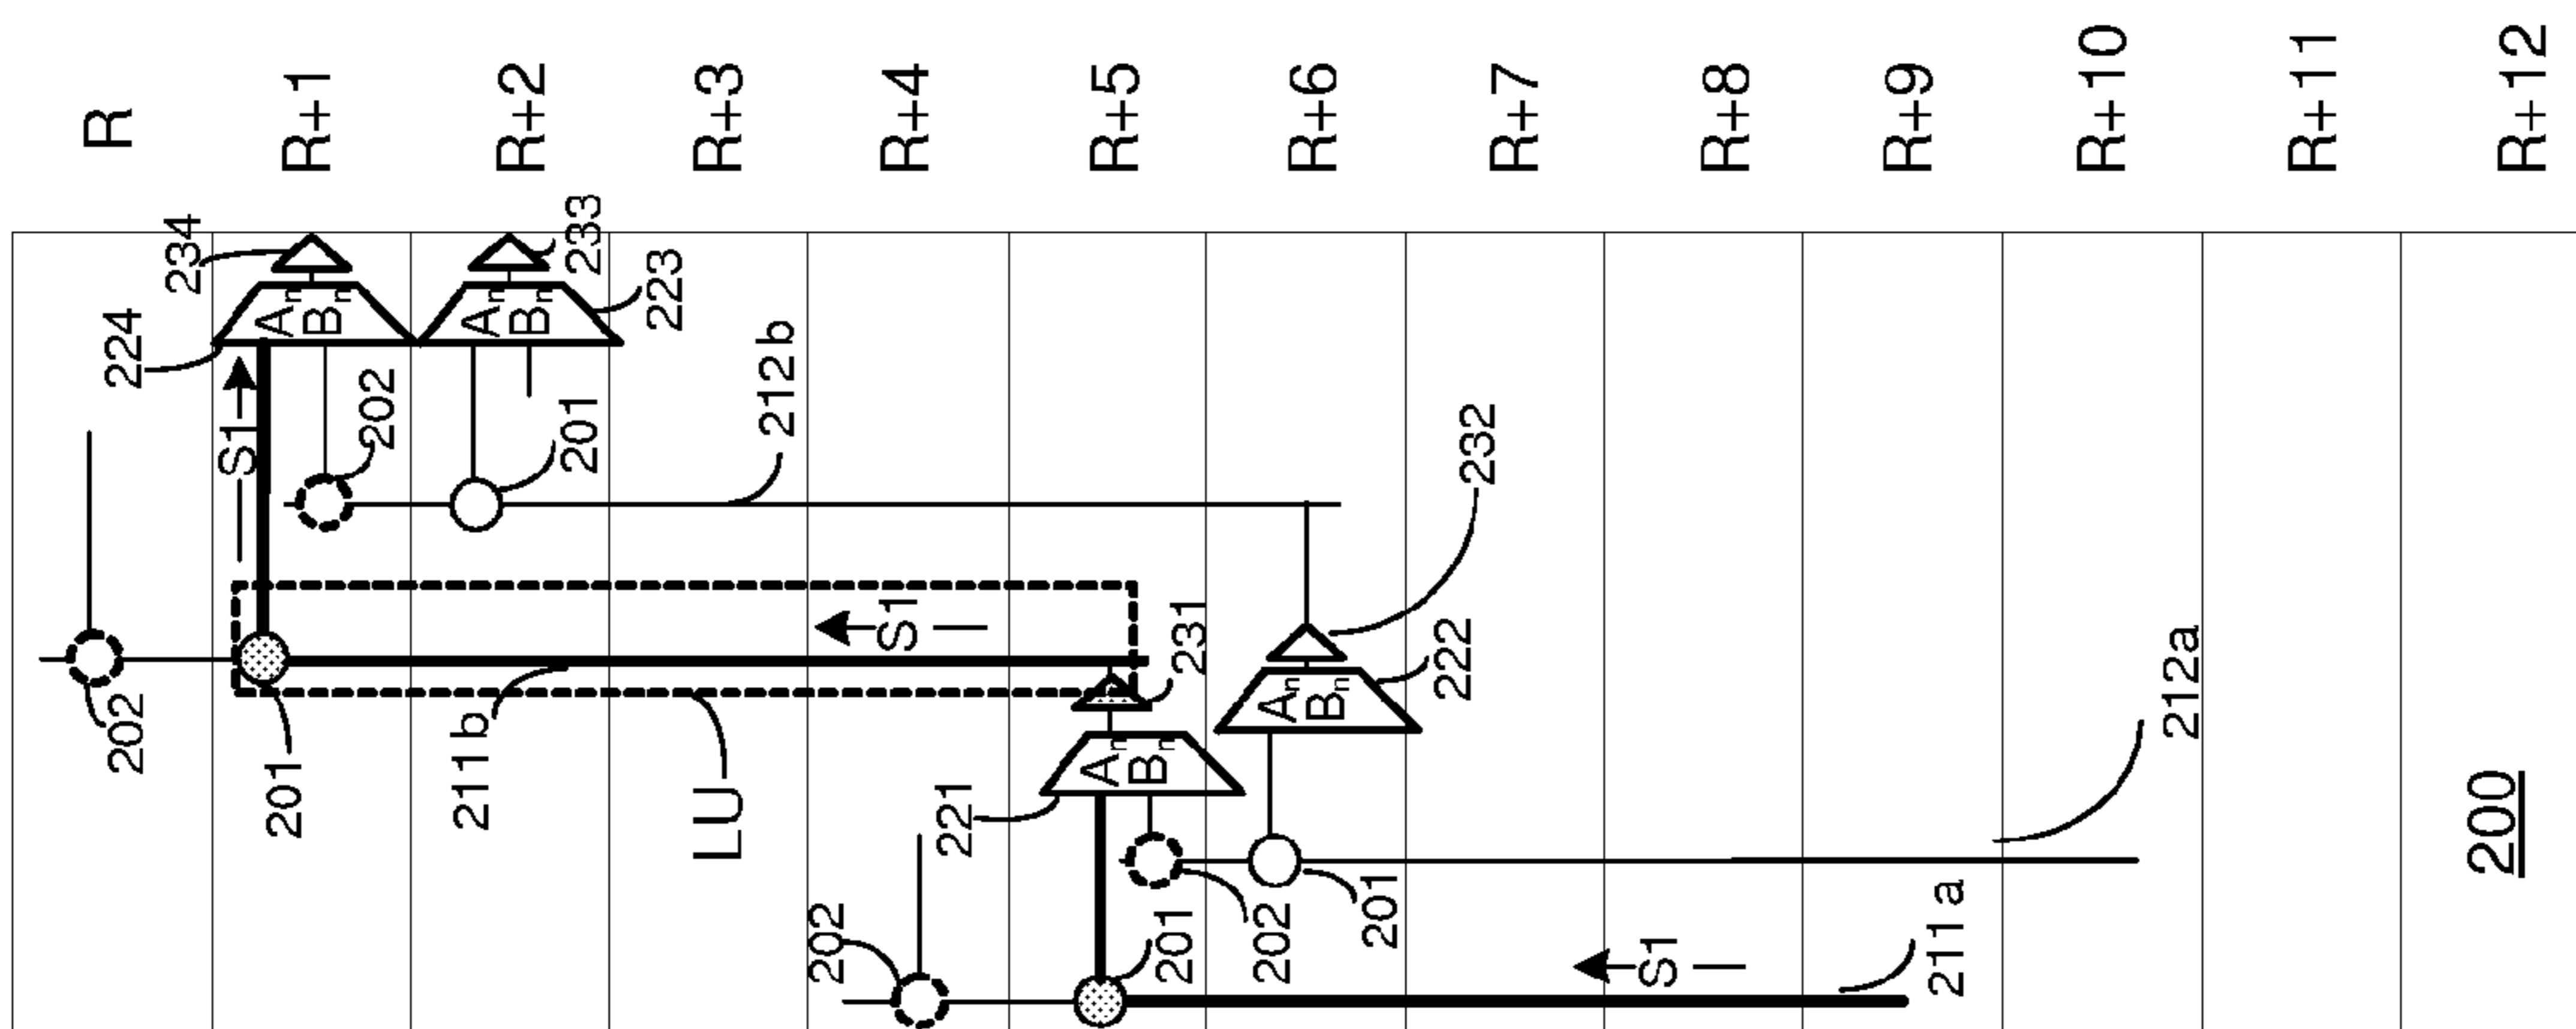 R
R+1
R+2
R+3
R+4
R+5
R+6
R+7
R+8
R+9
R+10
R+11
R+12
234
233
224
An
Bn
An
Bn
223
S1
202
201
212b
232
202
201
211b
LU
S1
231
An
Bn
222
221
An
Bn
212a
202
201
202
201
S1
211a
200